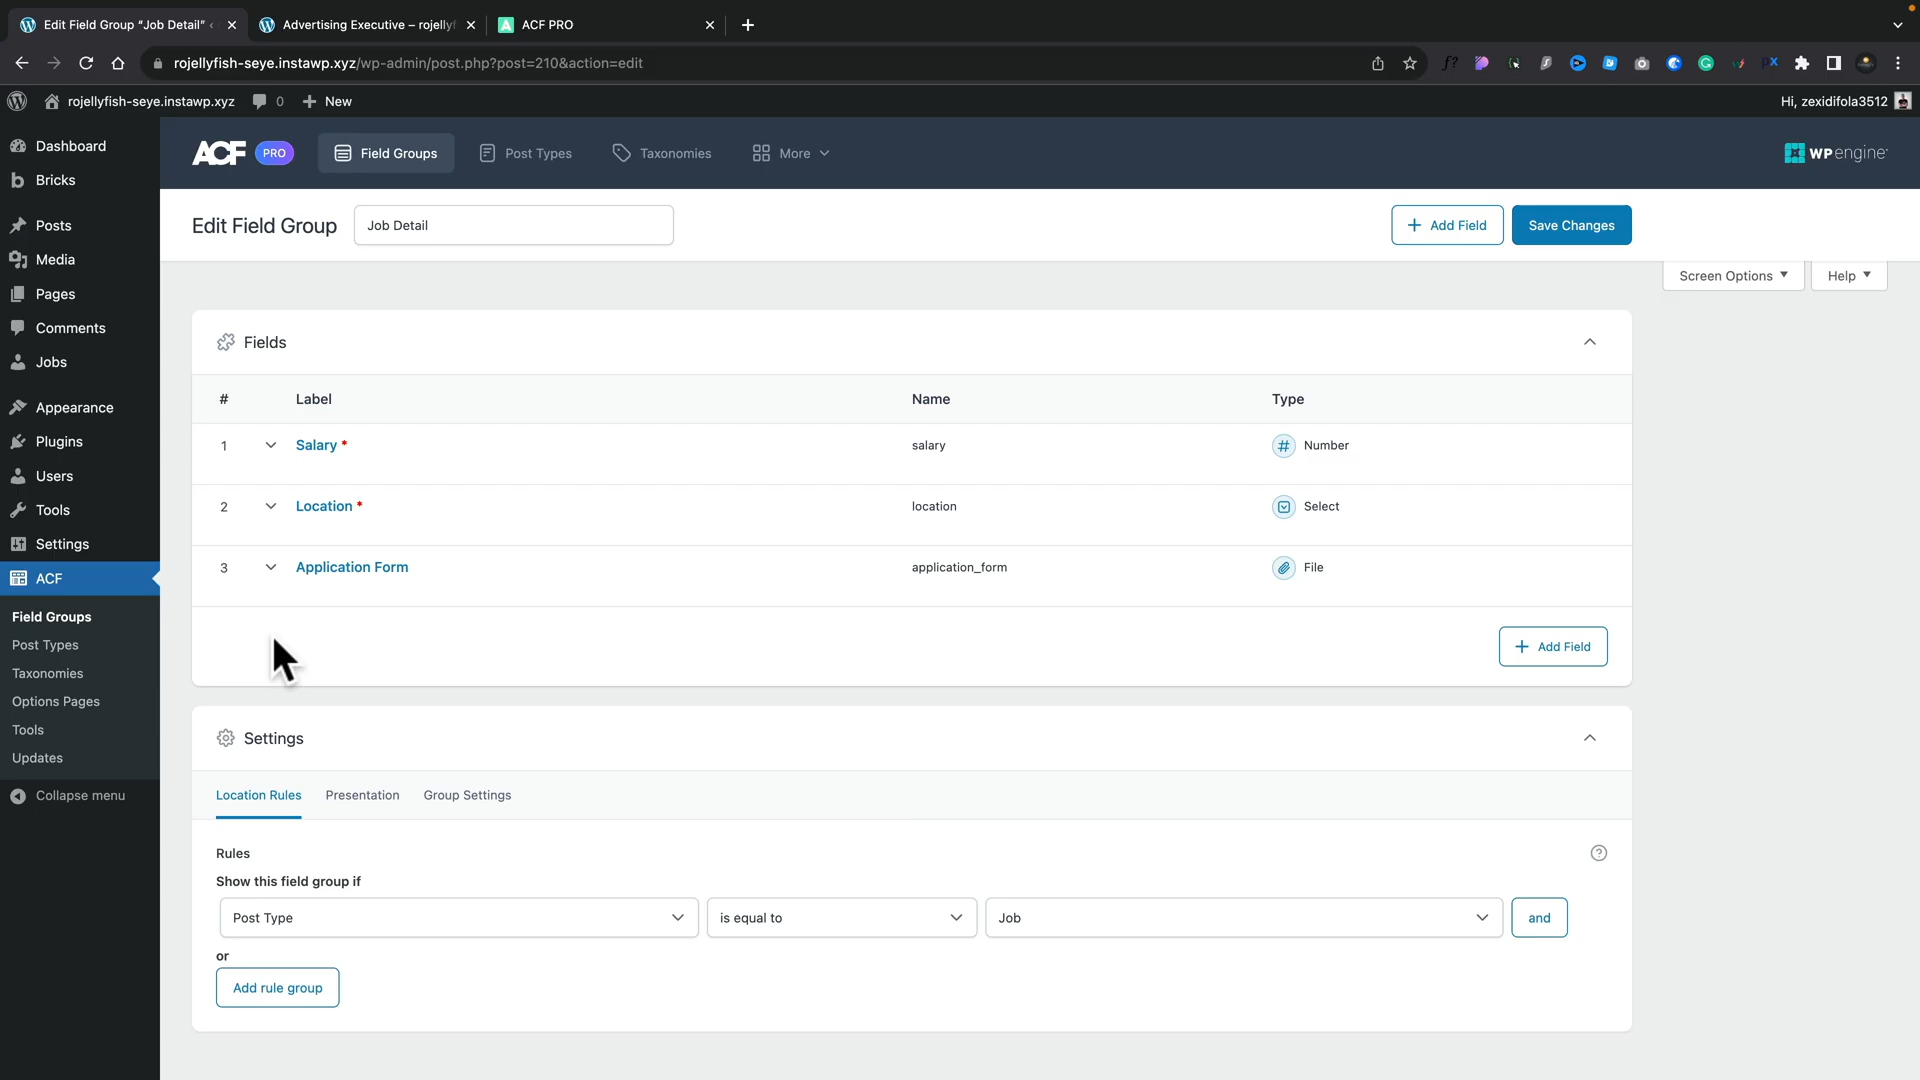 Edit Field Group “Job Detail” ‹
Advertising Executive – rojellyf
ACF PRO
rojellyfish-seye.instawp.xyz/wp-admin/post.php?post=210&action=edit
rojellyfish-seye.instawp.xyz
0
New
Hi, zexidifola3512
Dashboard
Bricks
Posts
Media
Pages
Comments
Jobs
Appearance
Plugins
Users
Tools
Settings
ACF
Field Groups
Post Types
Taxonomies
Options Pages
Tools
Updates
Collapse menu
ACF PRO
Field Groups
Post Types
Taxonomies
More
WP engine
Edit Field Group
Job Detail
+ Add Field
Save Changes
Screen Options
Help
Fields
# Label Name Type
1 Salary * salary # Number
2 Location * location Select
3 Application Form application_form File
+ Add Field
Settings
Location Rules
Presentation
Group Settings
Rules
Show this field group if
Post Type
is equal to
Job
and
or
Add rule group